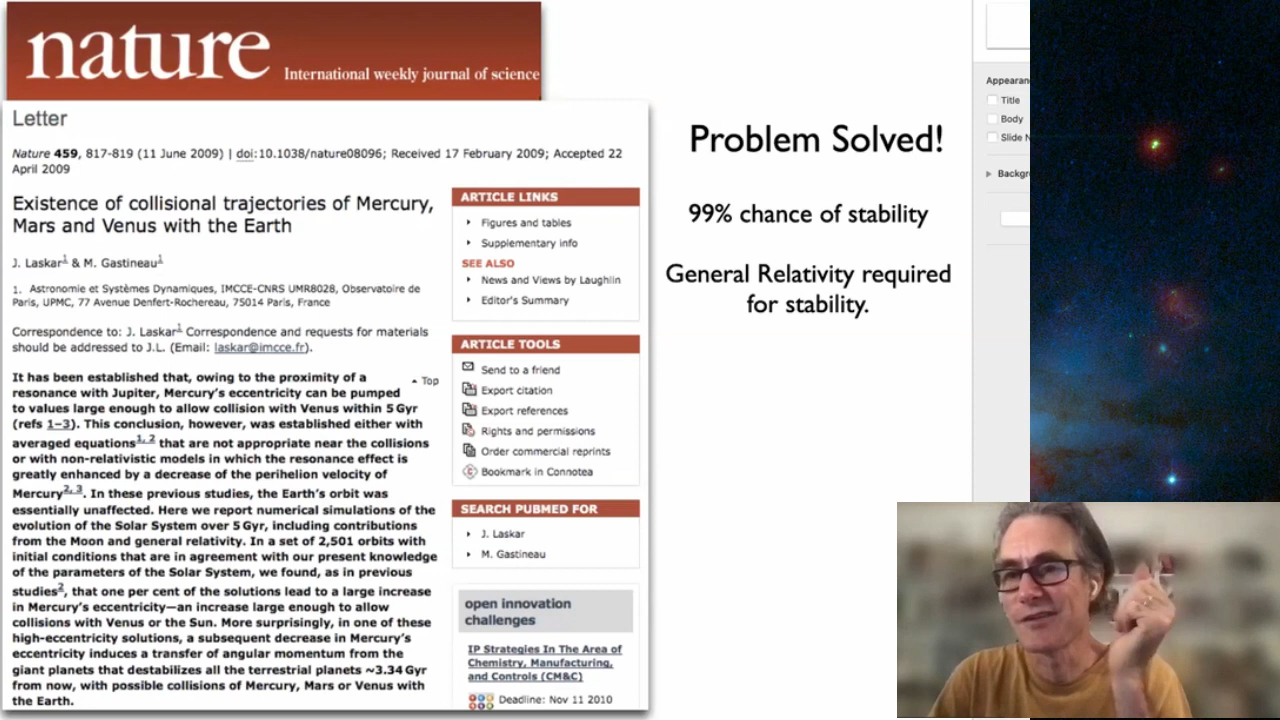 nature International weekly journal of science
Letter
Nature 459, 817-819 (11 June 2009) | doi:10.1038/nature08096; Received 17 February 2009; Accepted 22
April 2009
Existence of collisional trajectories of Mercury,
Mars and Venus with the Earth
J. Laskar1 & M. Gastineau1
1. Astronomie et Systèmes Dynamiques, IMCCE-CNRS UMR8028, Observatoire de
Paris, UPMC, 77 Avenue Denfert-Rochereau, 75014 Paris, France
Correspondence to: J. Laskar1 Correspondence and requests for materials
should be addressed to J.L. (Email: laskar@imcce.fr).
Top
It has been established that, owing to the proximity of a
resonance with Jupiter, Mercury's eccentricity can be pumped
to values large enough to allow collision with Venus within 5 Gyr
(refs 1–3). This conclusion, however, was established either with
averaged equations1, 2 that are not appropriate near the collisions
or with non-relativistic models in which the resonance effect is
greatly enhanced by a decrease of the perihelion velocity of
Mercury2, 3. In these previous studies, the Earth's orbit was
essentially unaffected. Here we report numerical simulations of the
evolution of the Solar System over 5 Gyr, including contributions
from the Moon and general relativity. In a set of 2,501 orbits with
initial conditions that are in agreement with our present knowledge
of the parameters of the Solar System, we found, as in previous
studies2, that one per cent of the solutions lead to a large increase
in Mercury's eccentricity—an increase large enough to allow
collisions with Venus or the Sun. More surprisingly, in one of these
high-eccentricity solutions, a subsequent decrease in Mercury's
eccentricity induces a transfer of angular momentum from the
giant planets that destabilizes all the terrestrial planets ~3.34 Gyr
from now, with possible collisions of Mercury, Mars or Venus with
the Earth.
ARTICLE LINKS
Figures and tables
Supplementary info
SEE ALSO
News and Views by Laughlin
Editor's Summary
ARTICLE TOOLS
Send to a friend
Export citation
Export references
Rights and permissions
Order commercial reprints
Bookmark in Connotea
SEARCH PUBMED FOR
J. Laskar
M. Gastineau
open innovation
challenges
IP Strategies In The Area of
Chemistry, Manufacturing,
and Controls (CM&C)
Deadline: Nov 11 2010
Problem Solved!
99% chance of stability
General Relativity required
for stability.
Appearan
Title
Body
Slide N
Backgr